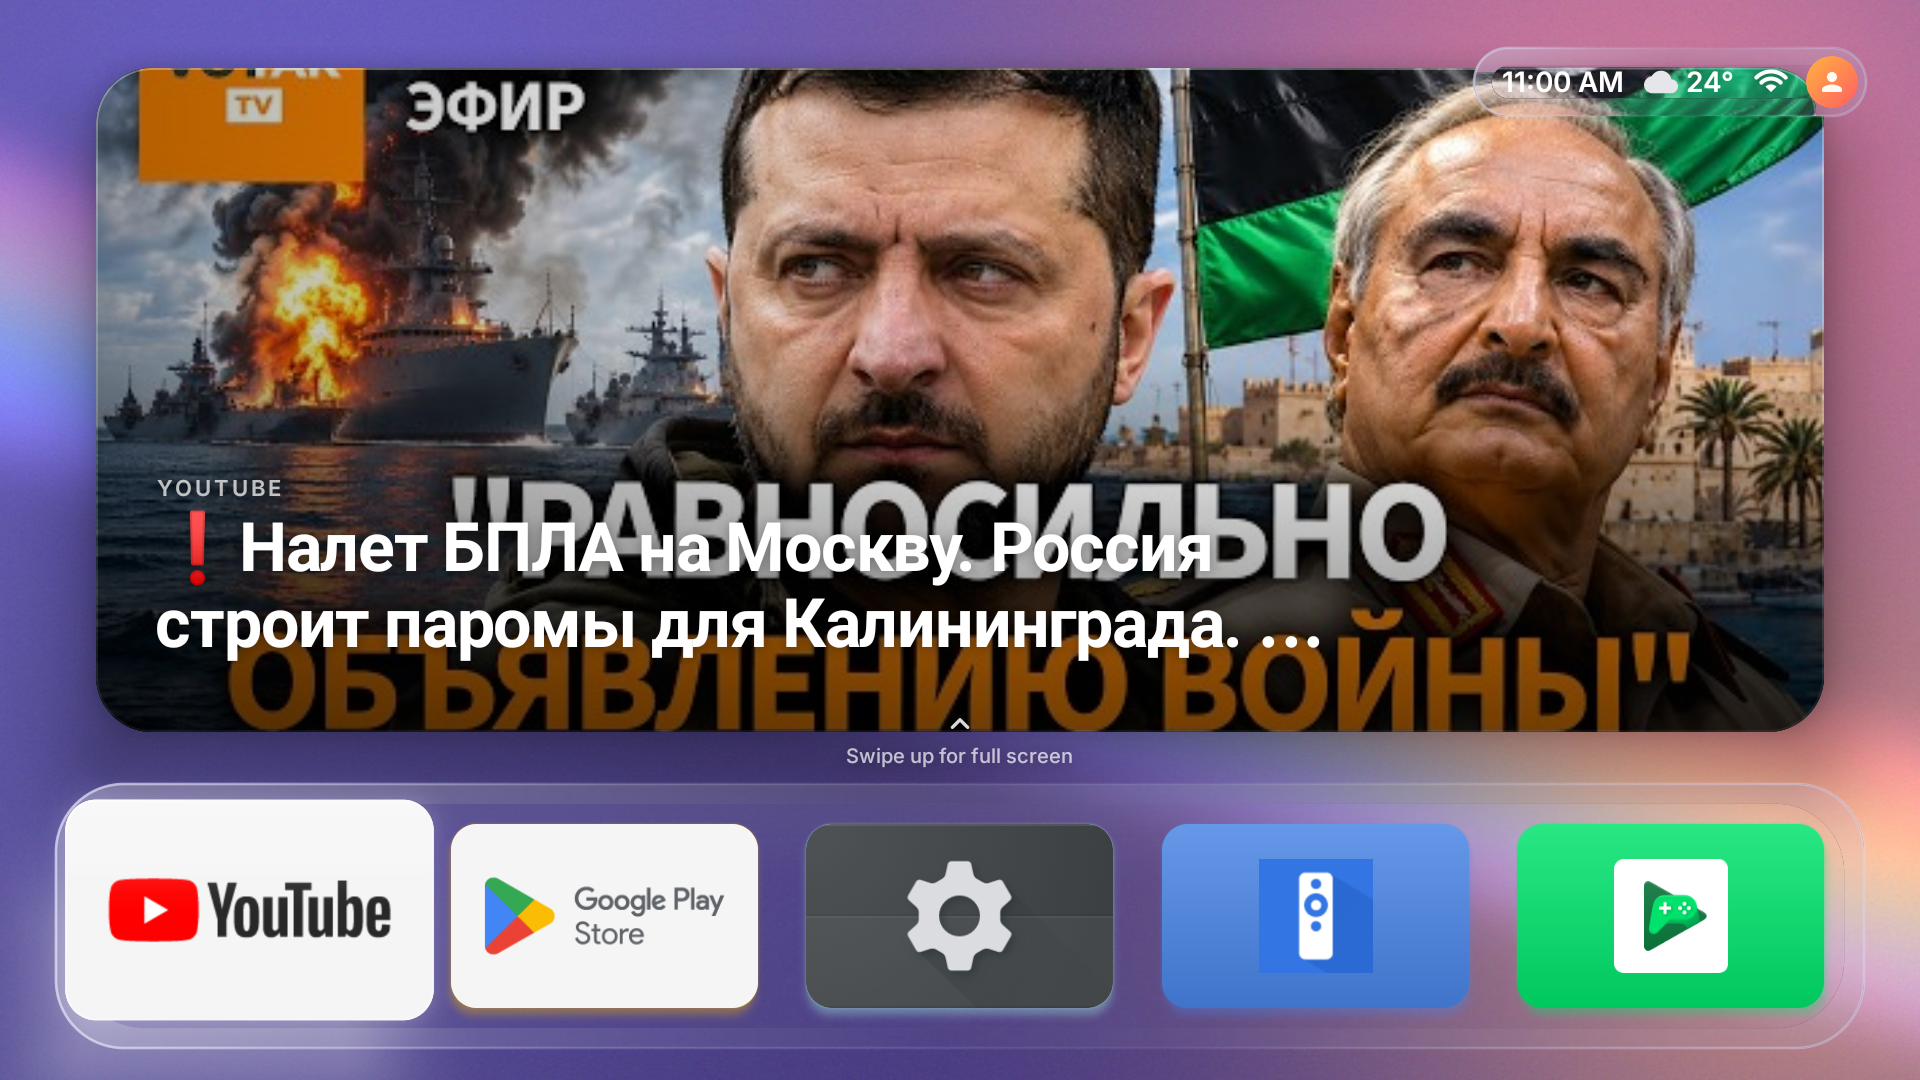 TV
ЭФИР
11:00 AM 24°
YOUTUBE
"РАВНОСИЛЬНО
❗Налет БПЛА на Москву. Россия
строит паромы для Калининграда. ...
ОБЪЯВЛЕНИЮ ВОЙНЫ"
Swipe up for full screen
YouTube
Google Play
Store